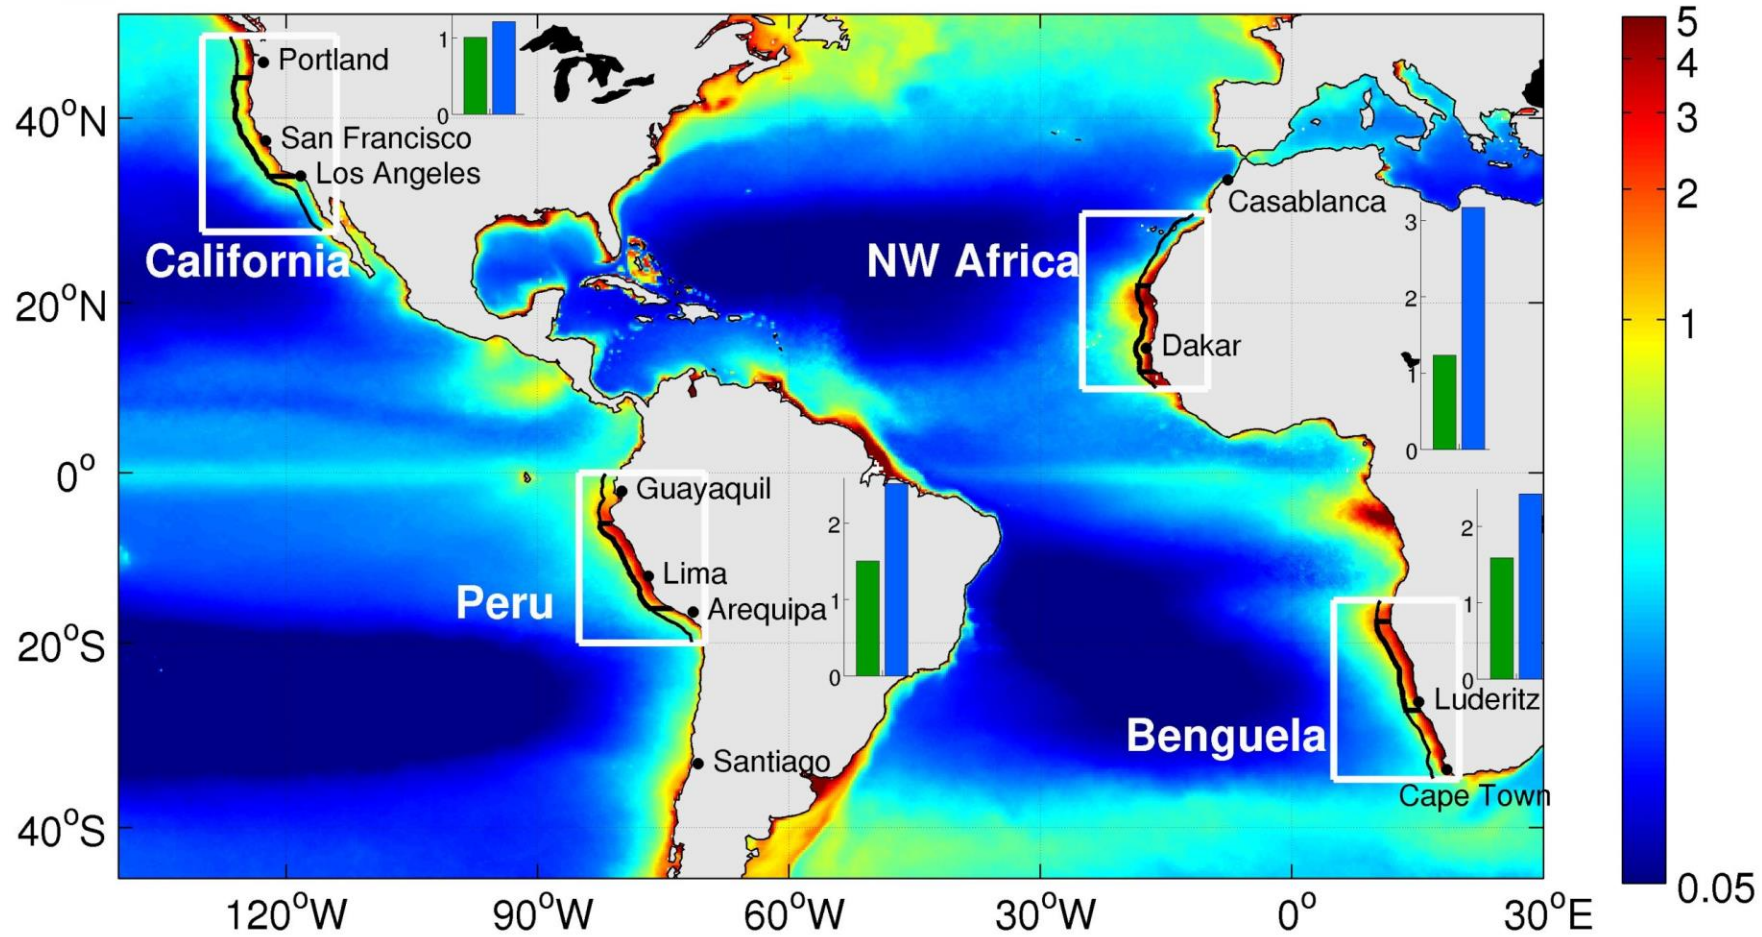 1
0
Portland
San Francisco
Los Angeles
California
NW Africa
Casablanca
Dakar
3
2
1
0
Guayaquil
Lima
Arequipa
Peru
2
1
0
Santiago
2
1
0
Luderitz
Benguela
Cape Town
40°N
20°N
0°
20°S
40°S
120°W
90°W
60°W
30°W
0°
30°E
5
4
3
2
1
0.05